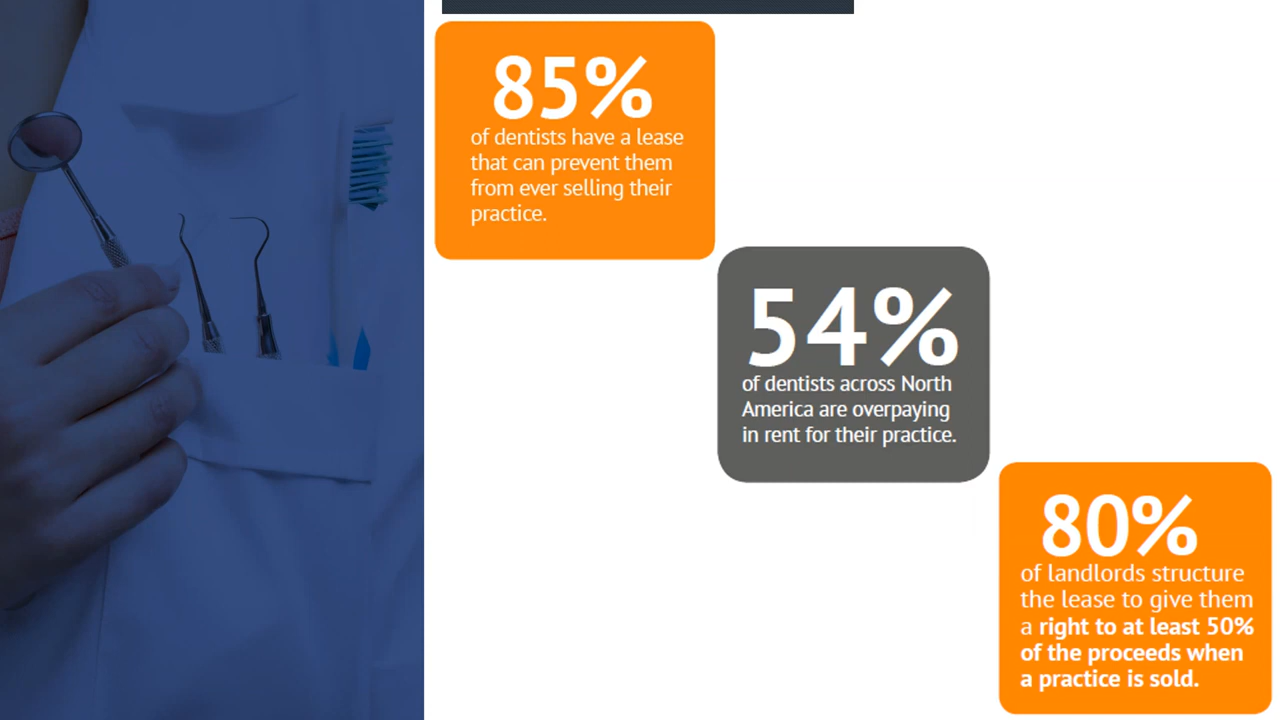 85%
of dentists have a lease
that can prevent them
from ever selling their
practice.
54%
of dentists across North
America are overpaying
in rent for their practice.
80%
of landlords structure
the lease to give them
a right to at least 50%
of the proceeds when
a practice is sold.